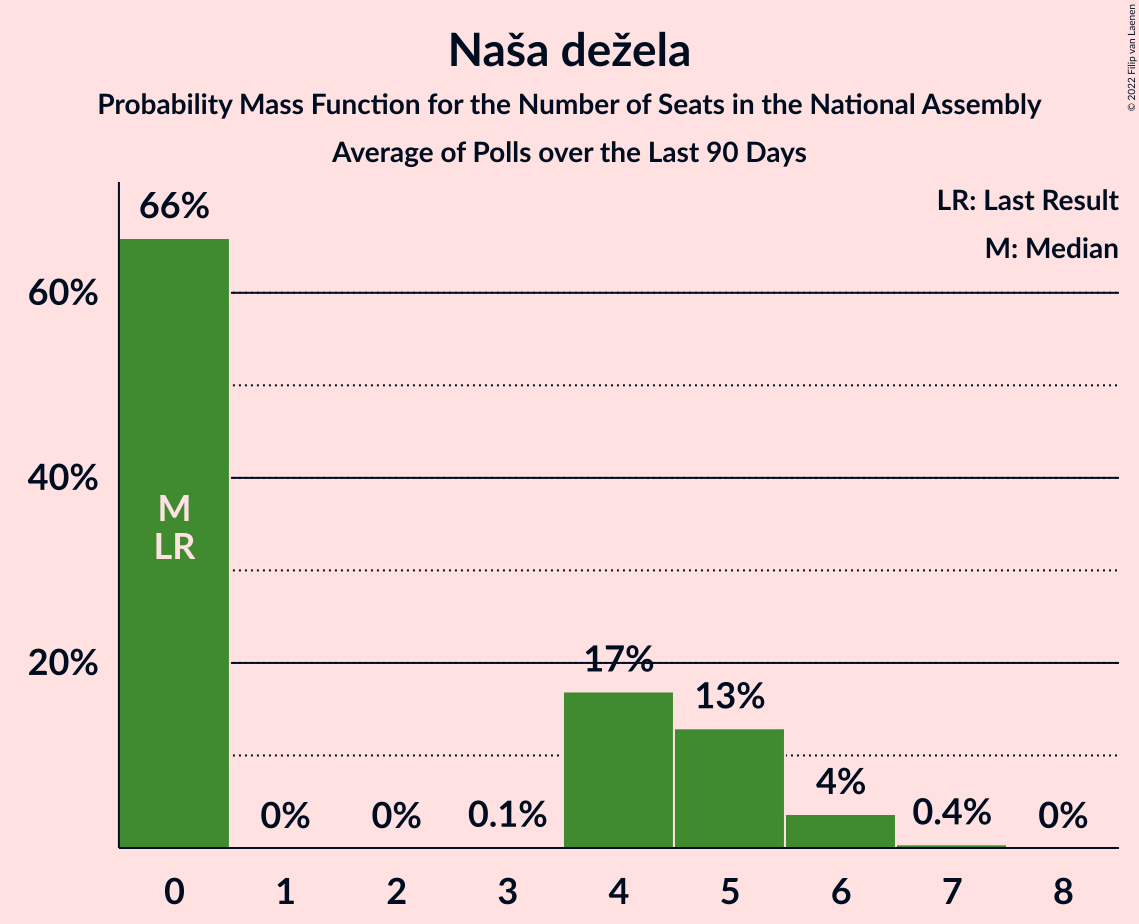 Naša dežela
Probability Mass Function for the Number of Seats in the National Assembly
Average of Polls over the Last 90 Days
© 2022 Filip van Laenen
LR: Last Result
M: Median
66%
60%
40%
20%
M
LR
0%
0%
0.1%
17%
13%
4%
0.4%
0%
0 1 2 3 4 5 6 7 8